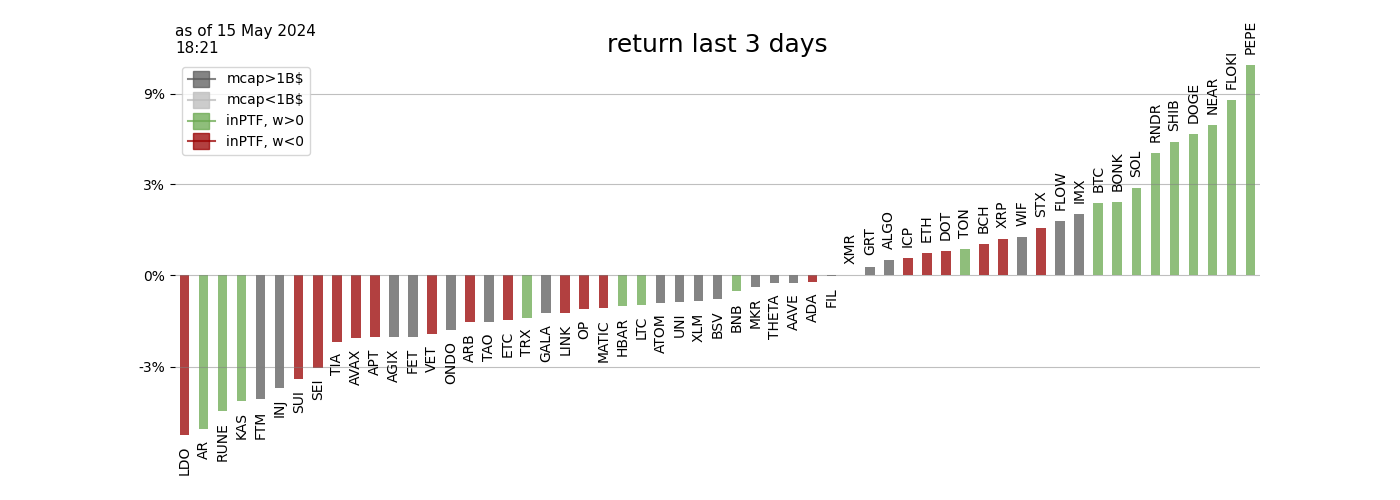 as of 15 May 2024
18:21
return last 3 days
mcap>1B$
mcap<1B$
inPTF, w>0
inPTF, w<0
9%
3%
0%
-3%
LDO
AR
RUNE
KAS
FTM
INJ
SUI
SEI
TIA
AVAX
APT
AGIX
FET
VET
ONDO
ARB
TAO
ETC
TRX
GALA
LINK
OP
MATIC
HBAR
LTC
ATOM
UNI
XLM
BSV
BNB
MKR
THETA
AAVE
ADA
FIL
XMR
GRT
ALGO
ICP
ETH
DOT
TON
BCH
XRP
WIF
STX
FLOW
IMX
BTC
BONK
SOL
RNDR
SHIB
DOGE
NEAR
FLOKI
PEPE